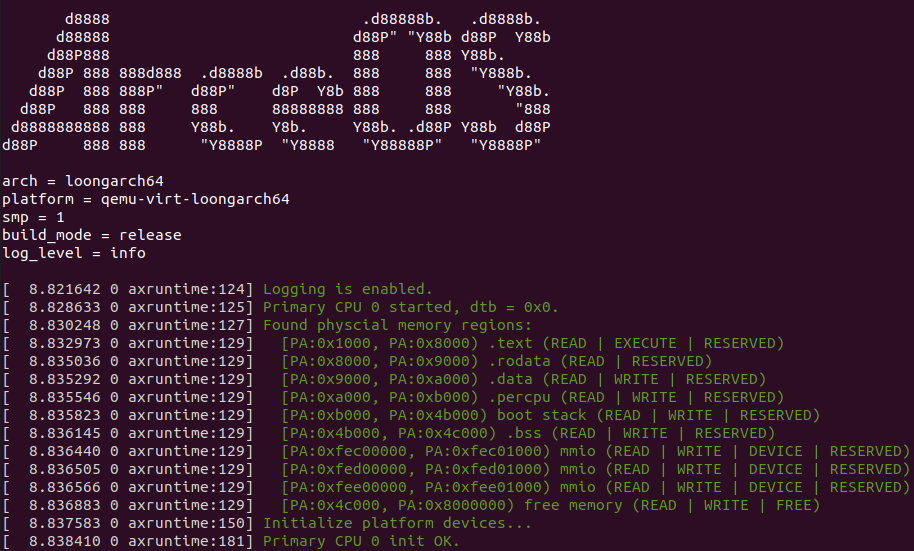 d8888                            .d88888b.   .d8888b.
      d88888                           d88P" "Y88b d88P  Y88b
     d88P888                           888     888 Y88b.
    d88P 888 888d888  .d8888b  .d88b.  888     888  "Y888b.
   d88P  888 888P"   d88P"    d8P  Y8b 888     888     "Y88b.
  d88P   888 888     888      88888888 888     888       "888
 d8888888888 888     Y88b.    Y8b.     Y88b. .d88P Y88b  d88P
d88P     888 888      "Y8888P  "Y8888   "Y88888P"   "Y8888P"
arch = loongarch64
platform = qemu-virt-loongarch64
smp = 1
build_mode = release
log_level = info
[  8.821642 0 axruntime:124] Logging is enabled.
[  8.828633 0 axruntime:125] Primary CPU 0 started, dtb = 0x0.
[  8.830248 0 axruntime:127] Found physcial memory regions:
[  8.832973 0 axruntime:129]   [PA:0x1000, PA:0x8000) .text (READ | EXECUTE | RESERVED)
[  8.835036 0 axruntime:129]   [PA:0x8000, PA:0x9000) .rodata (READ | RESERVED)
[  8.835292 0 axruntime:129]   [PA:0x9000, PA:0xa000) .data (READ | WRITE | RESERVED)
[  8.835546 0 axruntime:129]   [PA:0xa000, PA:0xb000) .percpu (READ | WRITE | RESERVED)
[  8.835823 0 axruntime:129]   [PA:0xb000, PA:0x4b000) boot stack (READ | WRITE | RESERVED)
[  8.836145 0 axruntime:129]   [PA:0x4b000, PA:0x4c000) .bss (READ | WRITE | RESERVED)
[  8.836440 0 axruntime:129]   [PA:0xfec00000, PA:0xfec01000) mmio (READ | WRITE | DEVICE | RESERVED)
[  8.836505 0 axruntime:129]   [PA:0xfed00000, PA:0xfed01000) mmio (READ | WRITE | DEVICE | RESERVED)
[  8.836566 0 axruntime:129]   [PA:0xfee00000, PA:0xfee01000) mmio (READ | WRITE | DEVICE | RESERVED)
[  8.836883 0 axruntime:129]   [PA:0x4c000, PA:0x8000000) free memory (READ | WRITE | FREE)
[  8.837583 0 axruntime:150] Initialize platform devices...
[  8.838410 0 axruntime:181] Primary CPU 0 init OK.